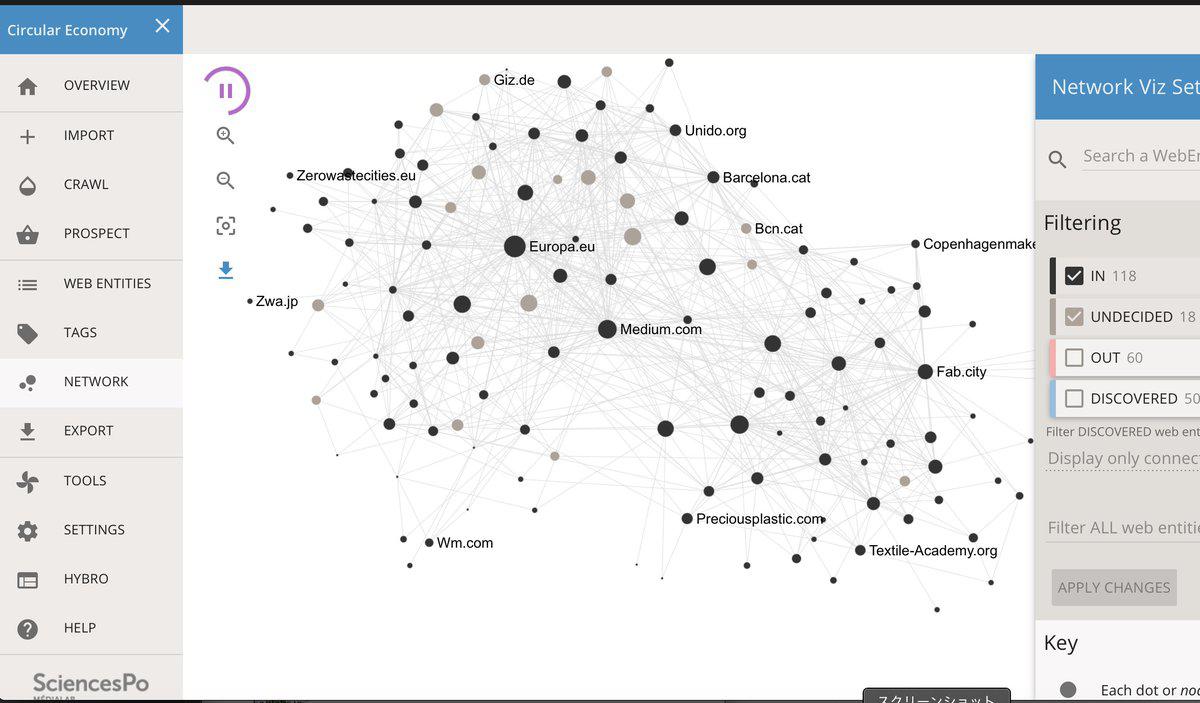 Circular Economy
OVERVIEW
IMPORT
CRAWL
PROSPECT
WEB ENTITIES
TAGS
NETWORK
EXPORT
TOOLS
SETTINGS
HYBRO
HELP
SciencesPo
MÉDIALAB
Giz.de
Unido.org
Zerowastecities.eu
Barcelona.cat
Bcn.cat
Europa.eu
Copenhagenmake
Zwa.jp
Medium.com
Fab.city
Preciousplastic.com
Wm.com
Textile-Academy.org
Network Viz Set
Search a WebEn
Filtering
IN 118
UNDECIDED 18
OUT 60
DISCOVERED 50
Filter DISCOVERED web ent
Display only connec
Filter ALL web entitie
APPLY CHANGES
Key
Each dot or nod
スクリーンショット